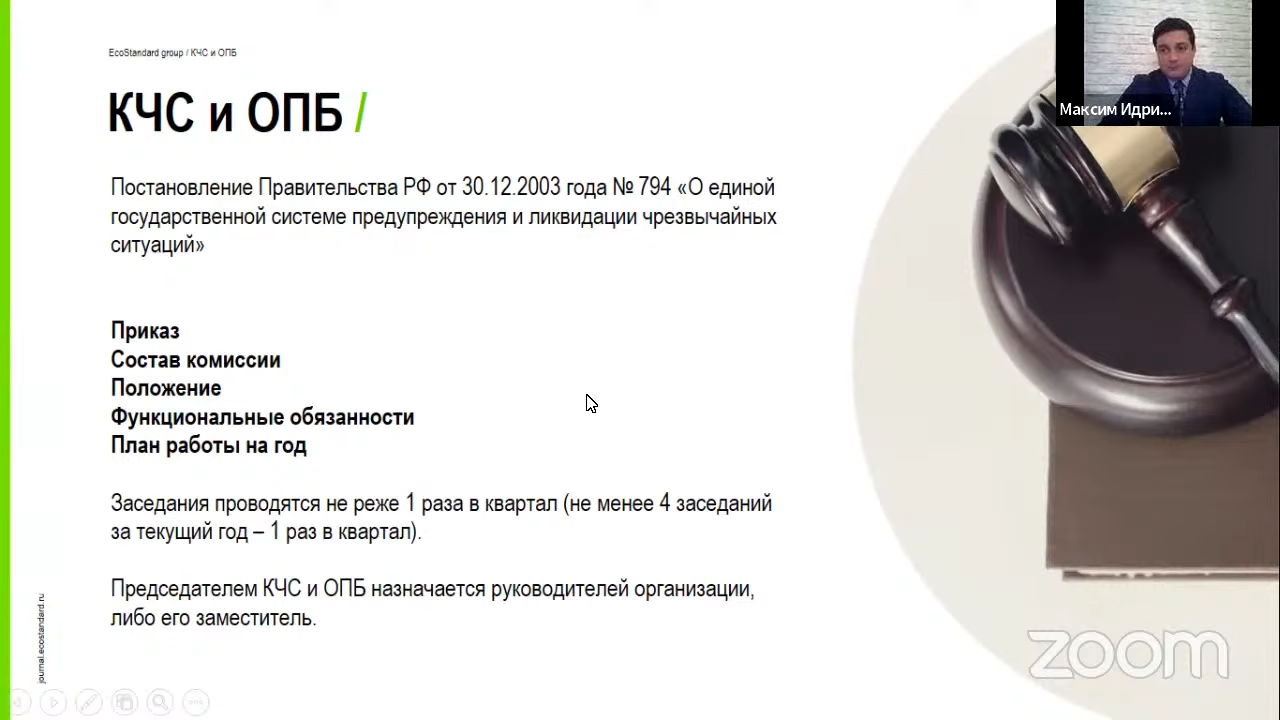 EcoStandard group / КЧС и ОПБ
Максим Идри...
КЧС и ОПБ /
Постановление Правительства РФ от 30.12.2003 года № 794 «О единой
государственной системе предупреждения и ликвидации чрезвычайных
ситуаций»
Приказ
Состав комиссии
Положение
Функциональные обязанности
План работы на год
Заседания проводятся не реже 1 раза в квартал (не менее 4 заседаний
за текущий год – 1 раз в квартал).
Председателем КЧС и ОПБ назначается руководителей организации,
либо его заместитель.
journal.ecostandard.ru
zoom